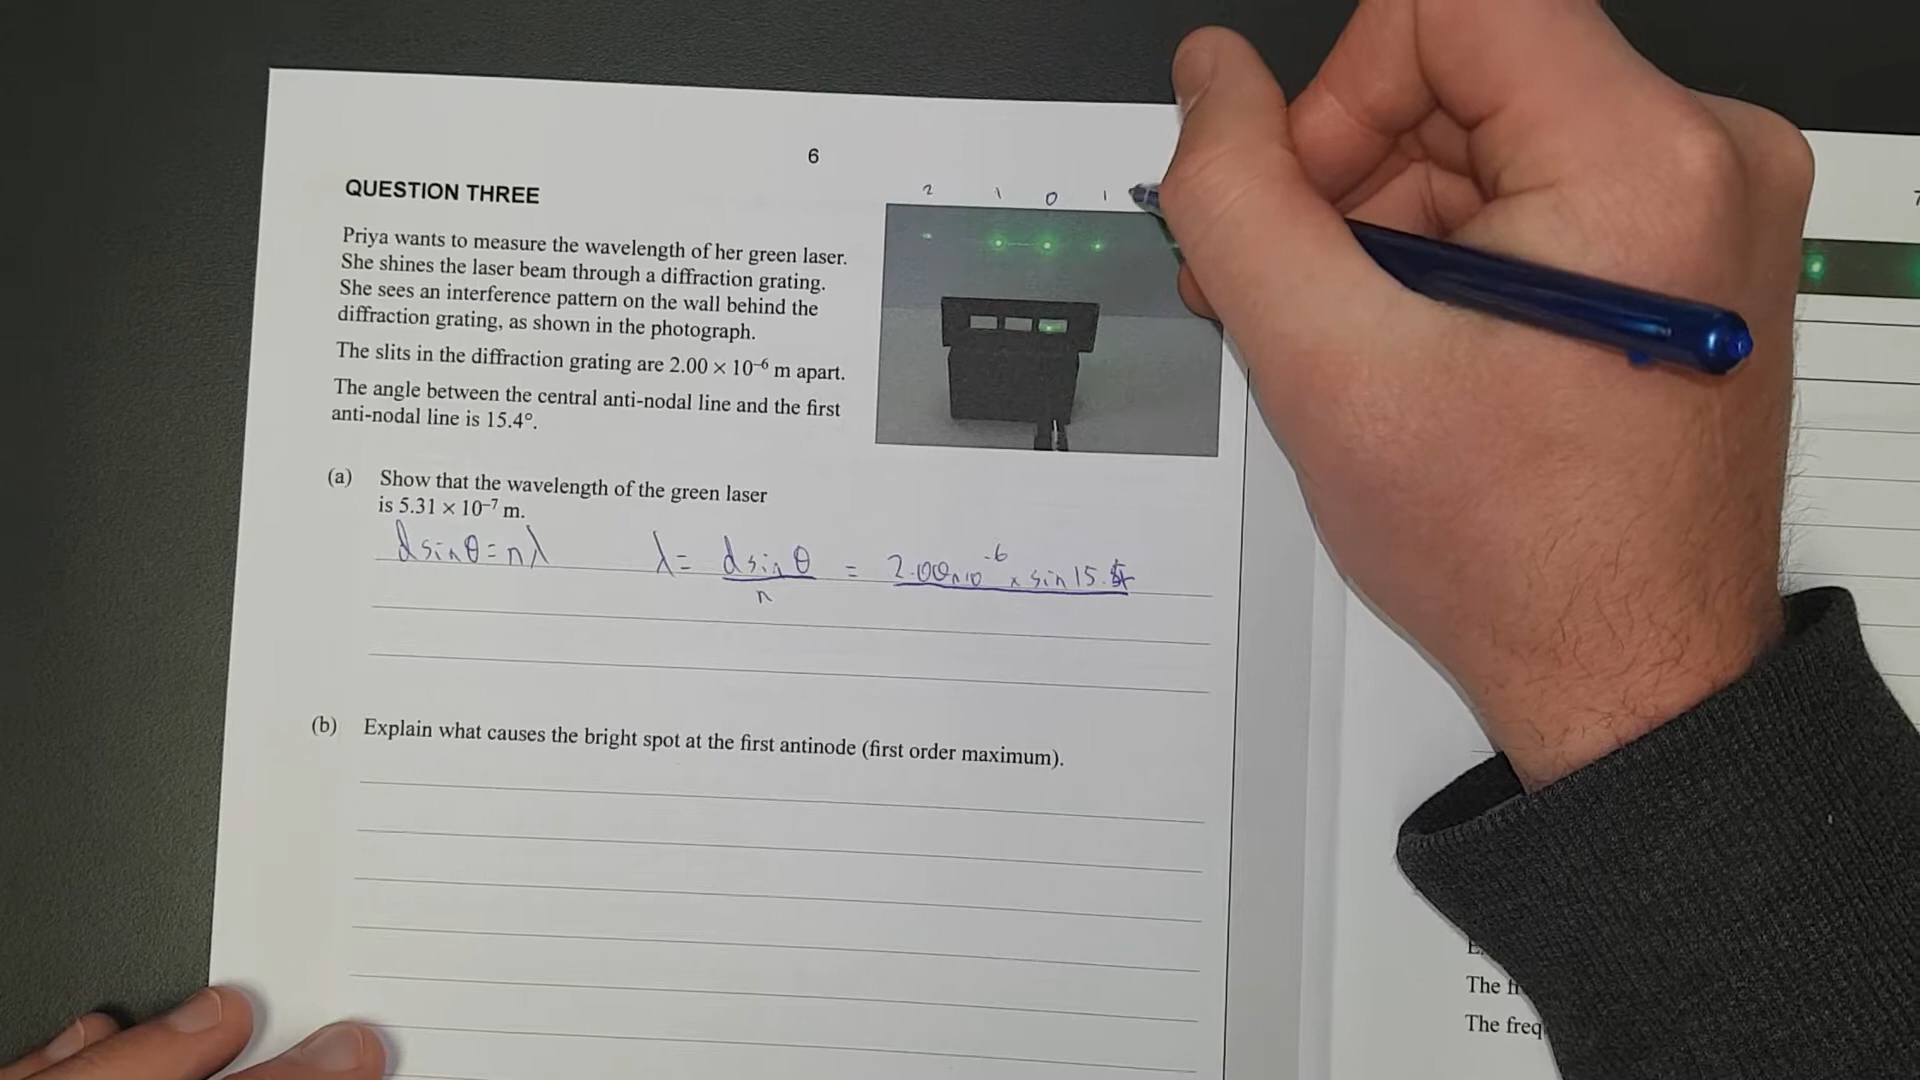 6
7
QUESTION THREE
2 1 0 1
Priya wants to measure the wavelength of her green laser.
She shines the laser beam through a diffraction grating.
She sees an interference pattern on the wall behind the
diffraction grating, as shown in the photograph.
The slits in the diffraction grating are 2.00 × 10⁻⁶ m apart.
The angle between the central anti-nodal line and the first
anti-nodal line is 15.4°.
(a) Show that the wavelength of the green laser
is 5.31 × 10⁻⁷ m.
dsinθ=nλ λ= dsinθ/n = 2.00x10⁻⁶ x sin15.4
(b) Explain what causes the bright spot at the first antinode (first order maximum).
The
The